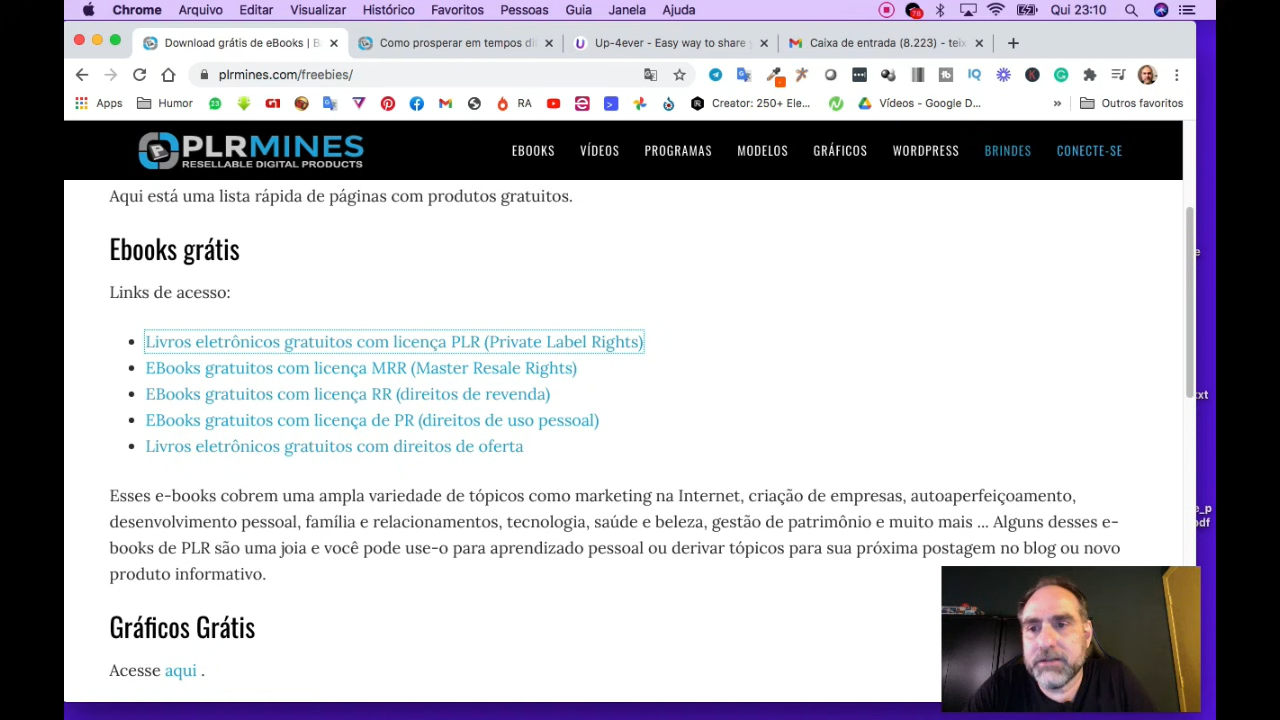 Chrome Arquivo Editar Visualizar Histórico Favoritos Pessoas Guia Janela Ajuda 78 Qui 23:10
Download grátis de eBooks | B Como prosperar em tempos di Up-4ever - Easy way to share Caixa de entrada (8.223) - teix
plrmines.com/freebies/
Apps Humor 23 G1 RA Creator: 250+ Ele... Vídeos - Google D... » Outros favoritos
PLRMINES
RESELLABLE DIGITAL PRODUCTS
EBOOKS VÍDEOS PROGRAMAS MODELOS GRÁFICOS WORDPRESS BRINDES CONECTE-SE
Aqui está uma lista rápida de páginas com produtos gratuitos.
Ebooks grátis
Links de acesso:
Livros eletrônicos gratuitos com licença PLR (Private Label Rights)
EBooks gratuitos com licença MRR (Master Resale Rights)
EBooks gratuitos com licença RR (direitos de revenda)
EBooks gratuitos com licença de PR (direitos de uso pessoal)
Livros eletrônicos gratuitos com direitos de oferta
Esses e-books cobrem uma ampla variedade de tópicos como marketing na Internet, criação de empresas, autoaperfeiçoamento,
desenvolvimento pessoal, família e relacionamentos, tecnologia, saúde e beleza, gestão de patrimônio e muito mais ... Alguns desses e-
books de PLR são uma joia e você pode use-o para aprendizado pessoal ou derivar tópicos para sua próxima postagem no blog ou novo
produto informativo.
Gráficos Grátis
Acesse aqui .